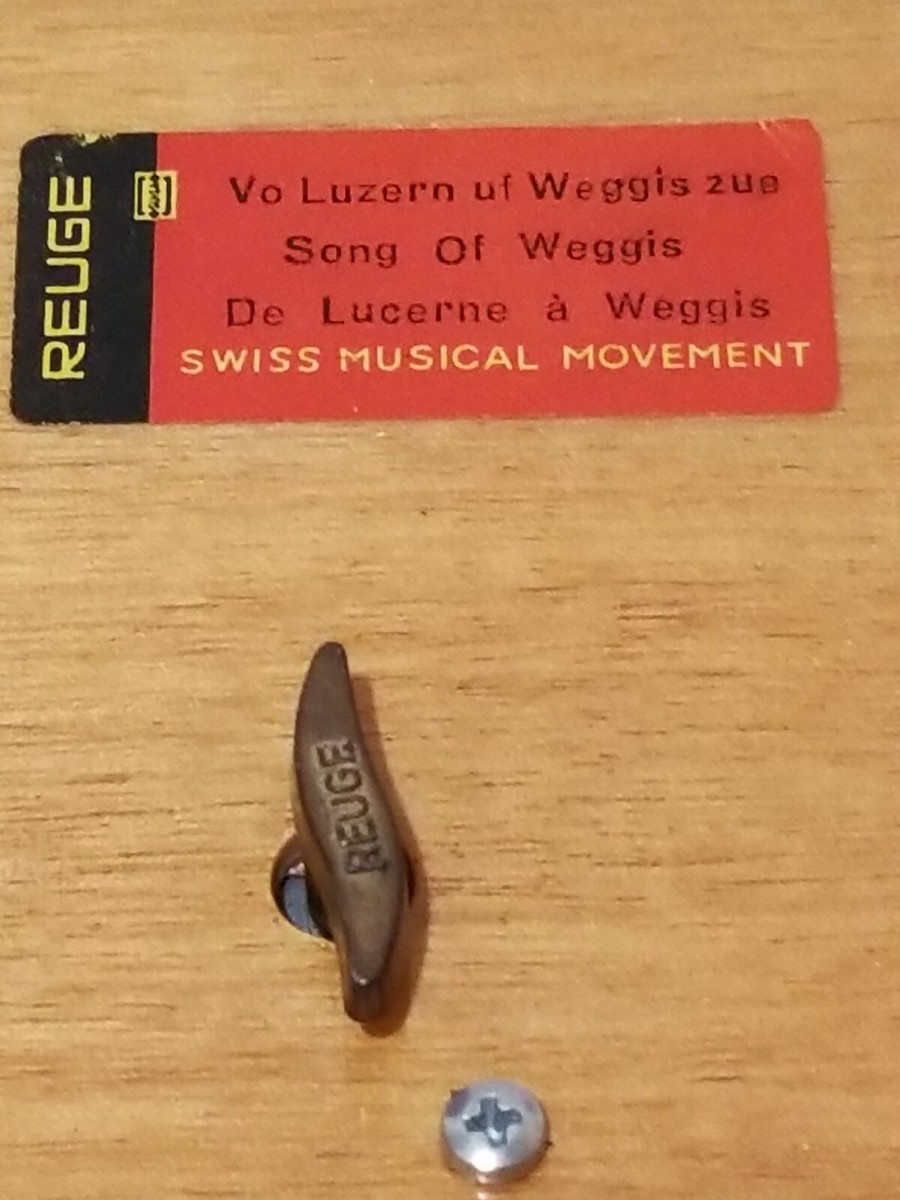 REUGE
Vo Luzern uf Weggis zue
Song Of Weggis
De Lucerne à Weggis
SWISS MUSICAL MOVEMENT
REUGE